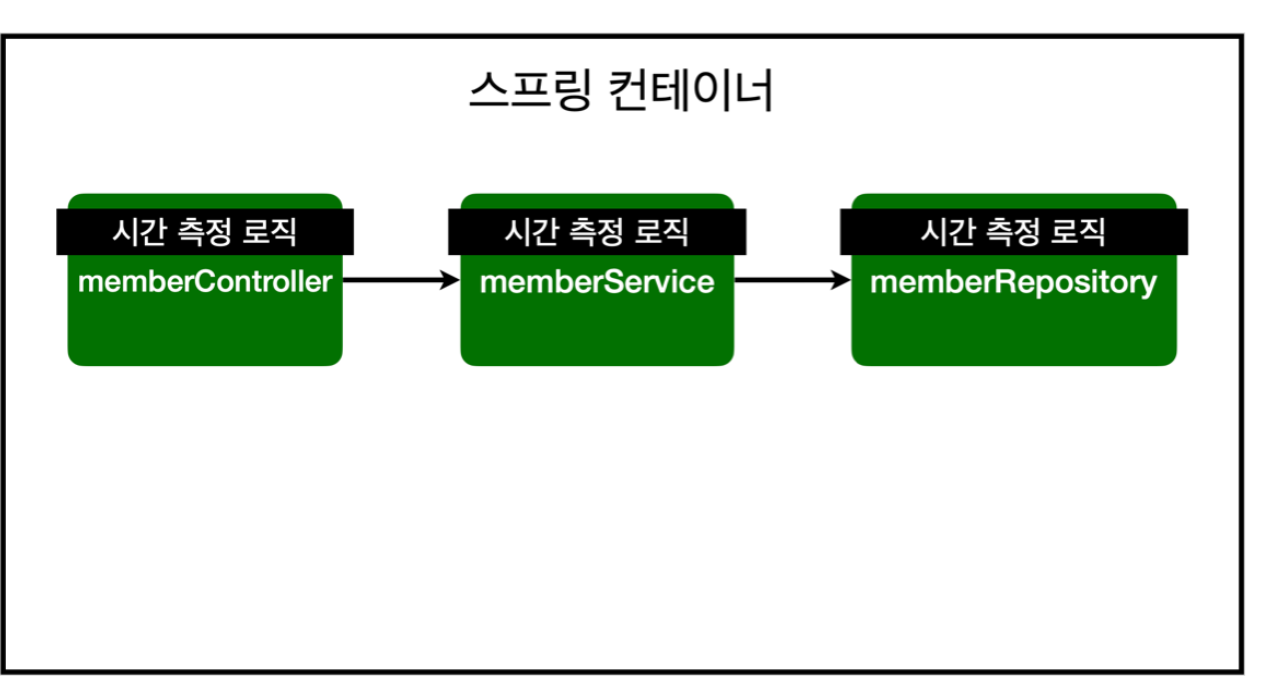 스프링 컨테이너
시간 측정 로직
memberController
시간 측정 로직
memberService
시간 측정 로직
memberRepository